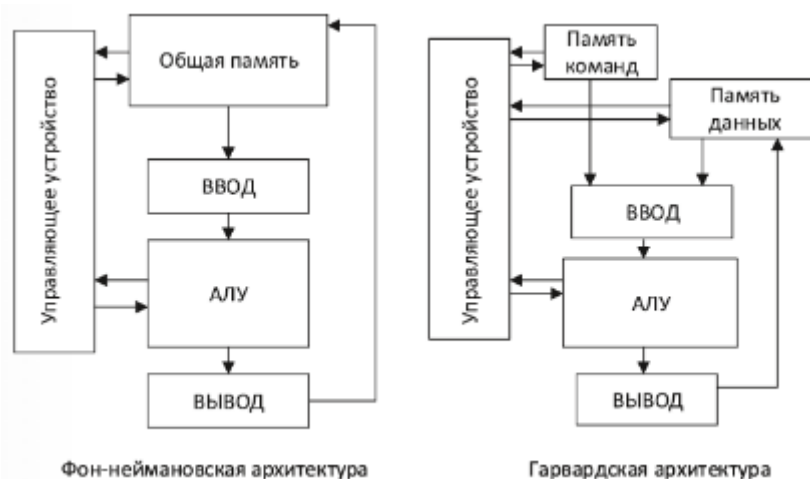 Управляющее устройство
Общая память
ВВОД
АЛУ
ВЫВОД
Фон-неймановская архитектура
Управляющее устройство
Память
команд
Память
данных
ВВОД
АЛУ
ВЫВОД
Гарвардская архитектура